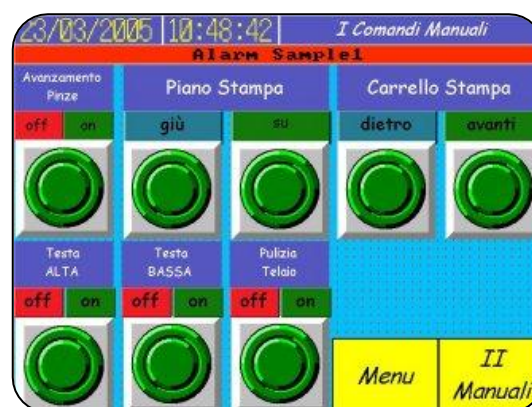 23/03/2005 10:48:42 I Comandi Manuali
Alarm Sample1
Avanzamento
Pinze
Piano Stampa
Carrello Stampa
off on
giù
su
dietro
avanti
Testa
ALTA
Testa
BASSA
Pulizia
Telaio
off on
off on
off on
Menu
II
Manuali